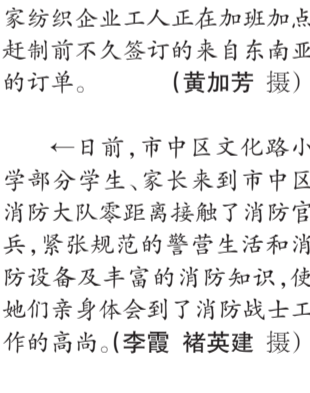 家纺织企业工人正在加班加点
赶制前不久签订的来自东南亚
的订单。 (黄加芳 摄)
←日前,市中区文化路小
学部分学生、家长来到市中区
消防大队零距离接触了消防官
兵,紧张规范的警营生活和消
防设备及丰富的消防知识,使
她们亲身体会到了消防战士工
作的高尚。(李霞 褚英建 摄)